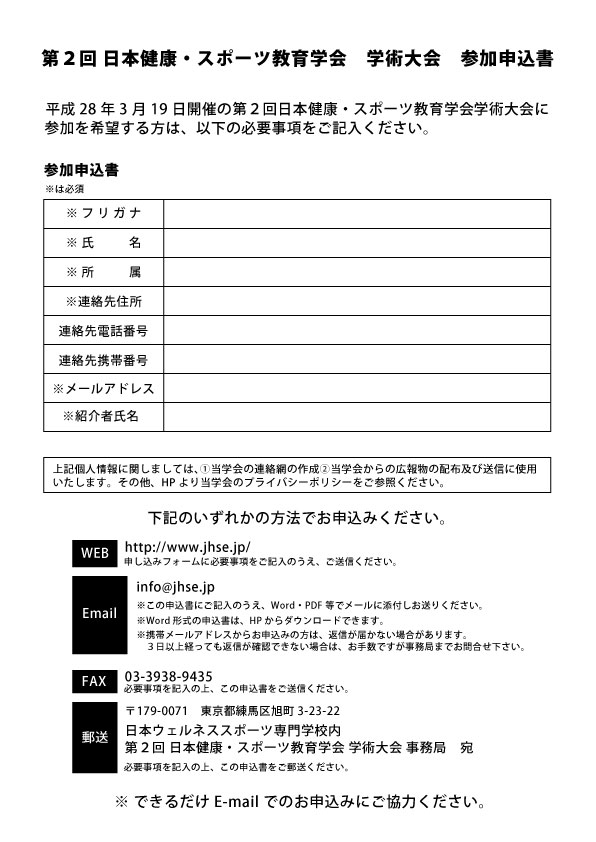 第２回 日本健康・スポーツ教育学会　学術大会　参加申込書
平成 28 年 3 月 19 日開催の第２回日本健康・スポーツ教育学会学術大会に
参加を希望する方は、以下の必要事項をご記入ください。
参加申込書
※は必須
※ フ リ ガ ナ
※ 氏　　　名
※ 所　　　属
※連絡先住所
連絡先電話番号
連絡先携帯番号
※メールアドレス
※紹介者氏名
上記個人情報に関しましては、①当学会の連絡網の作成②当学会からの広報物の配布及び送信に使用
いたします。その他、HP より当学会のプライバシーポリシーをご参照ください。
下記のいずれかの方法でお申込みください。
WEB
http://www.jhse.jp/
申し込みフォームに必要事項をご記入のうえ、ご送信ください。
Email
info@jhse.jp
※この申込書にご記入のうえ、Word・PDF 等でメールに添付しお送りください。
※Word 形式の申込書は、HP からダウンロードできます。
※携帯メールアドレスからお申込みの方は、返信が届かない場合があります。
３日以上経っても返信が確認できない場合は、お手数ですが事務局までお問合せ下さい。
FAX
03-3938-9435
必要事項を記入の上、この申込書をご送信ください。
郵送
〒179-0071　東京都練馬区旭町 3-23-22
日本ウェルネススポーツ専門学校内
第２回 日本健康・スポーツ教育学会 学術大会 事務局　宛
必要事項を記入の上、この申込書をご郵送ください。
※ できるだけ E-mail でのお申込みにご協力ください。